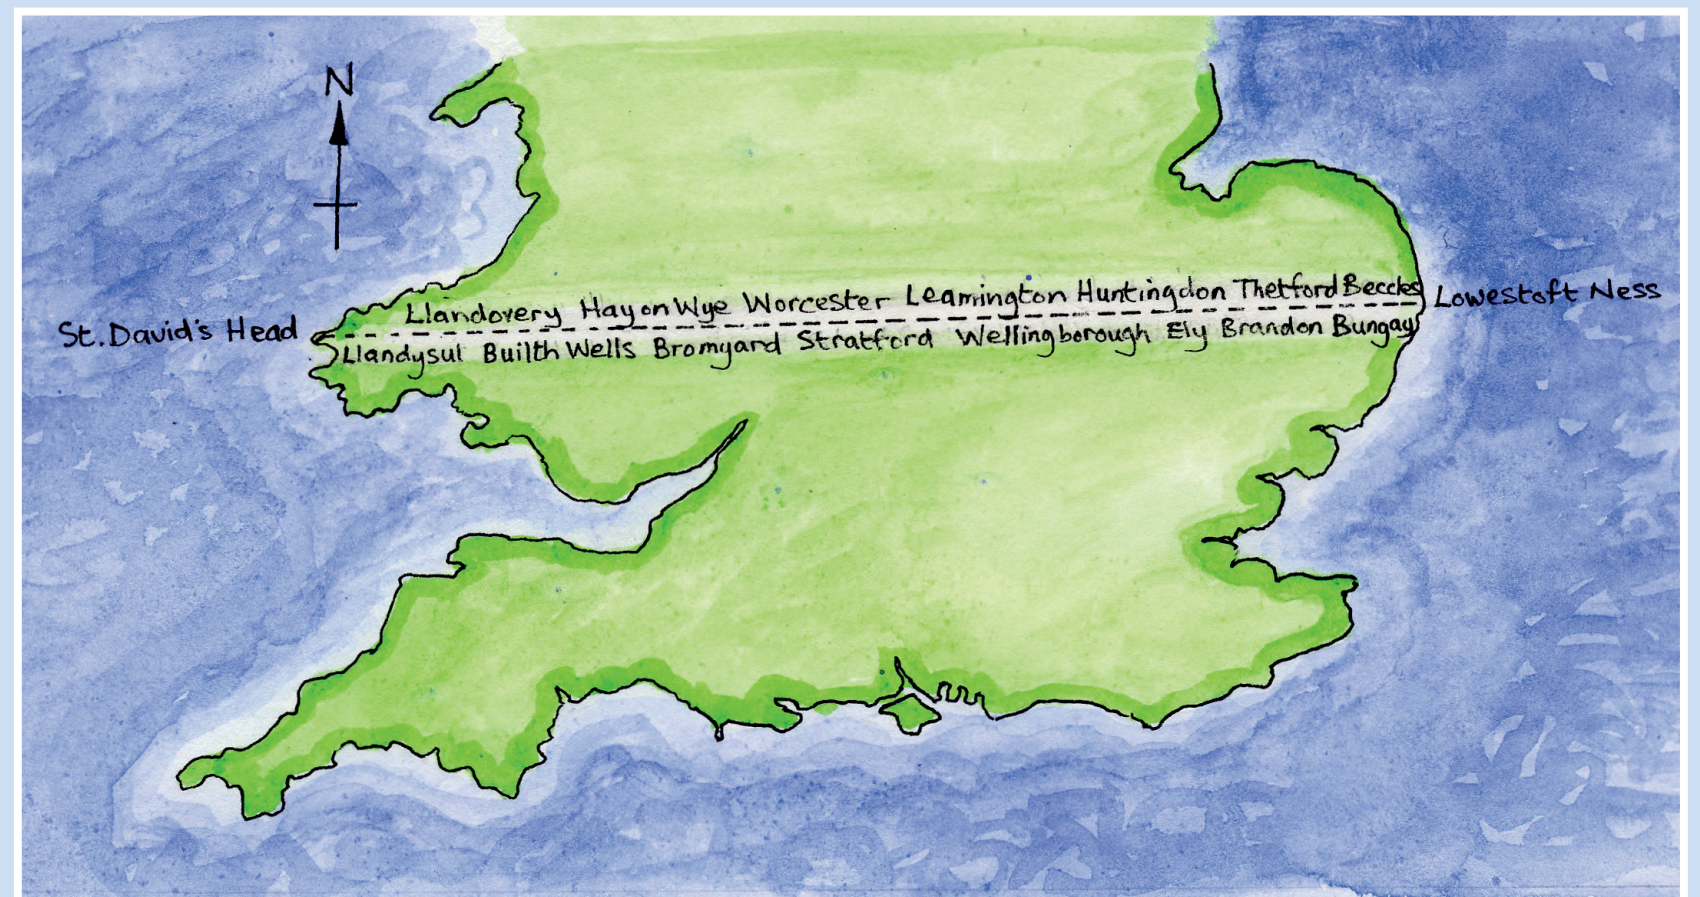 N
Llandovery Hay on Wye Worcester Leamington Huntingdon Thetford Beccles
St. David's Head
Lowestoft Ness
Llandysul Builth Wells Bromyard Stratford Wellingborough Ely Brandon Bungay